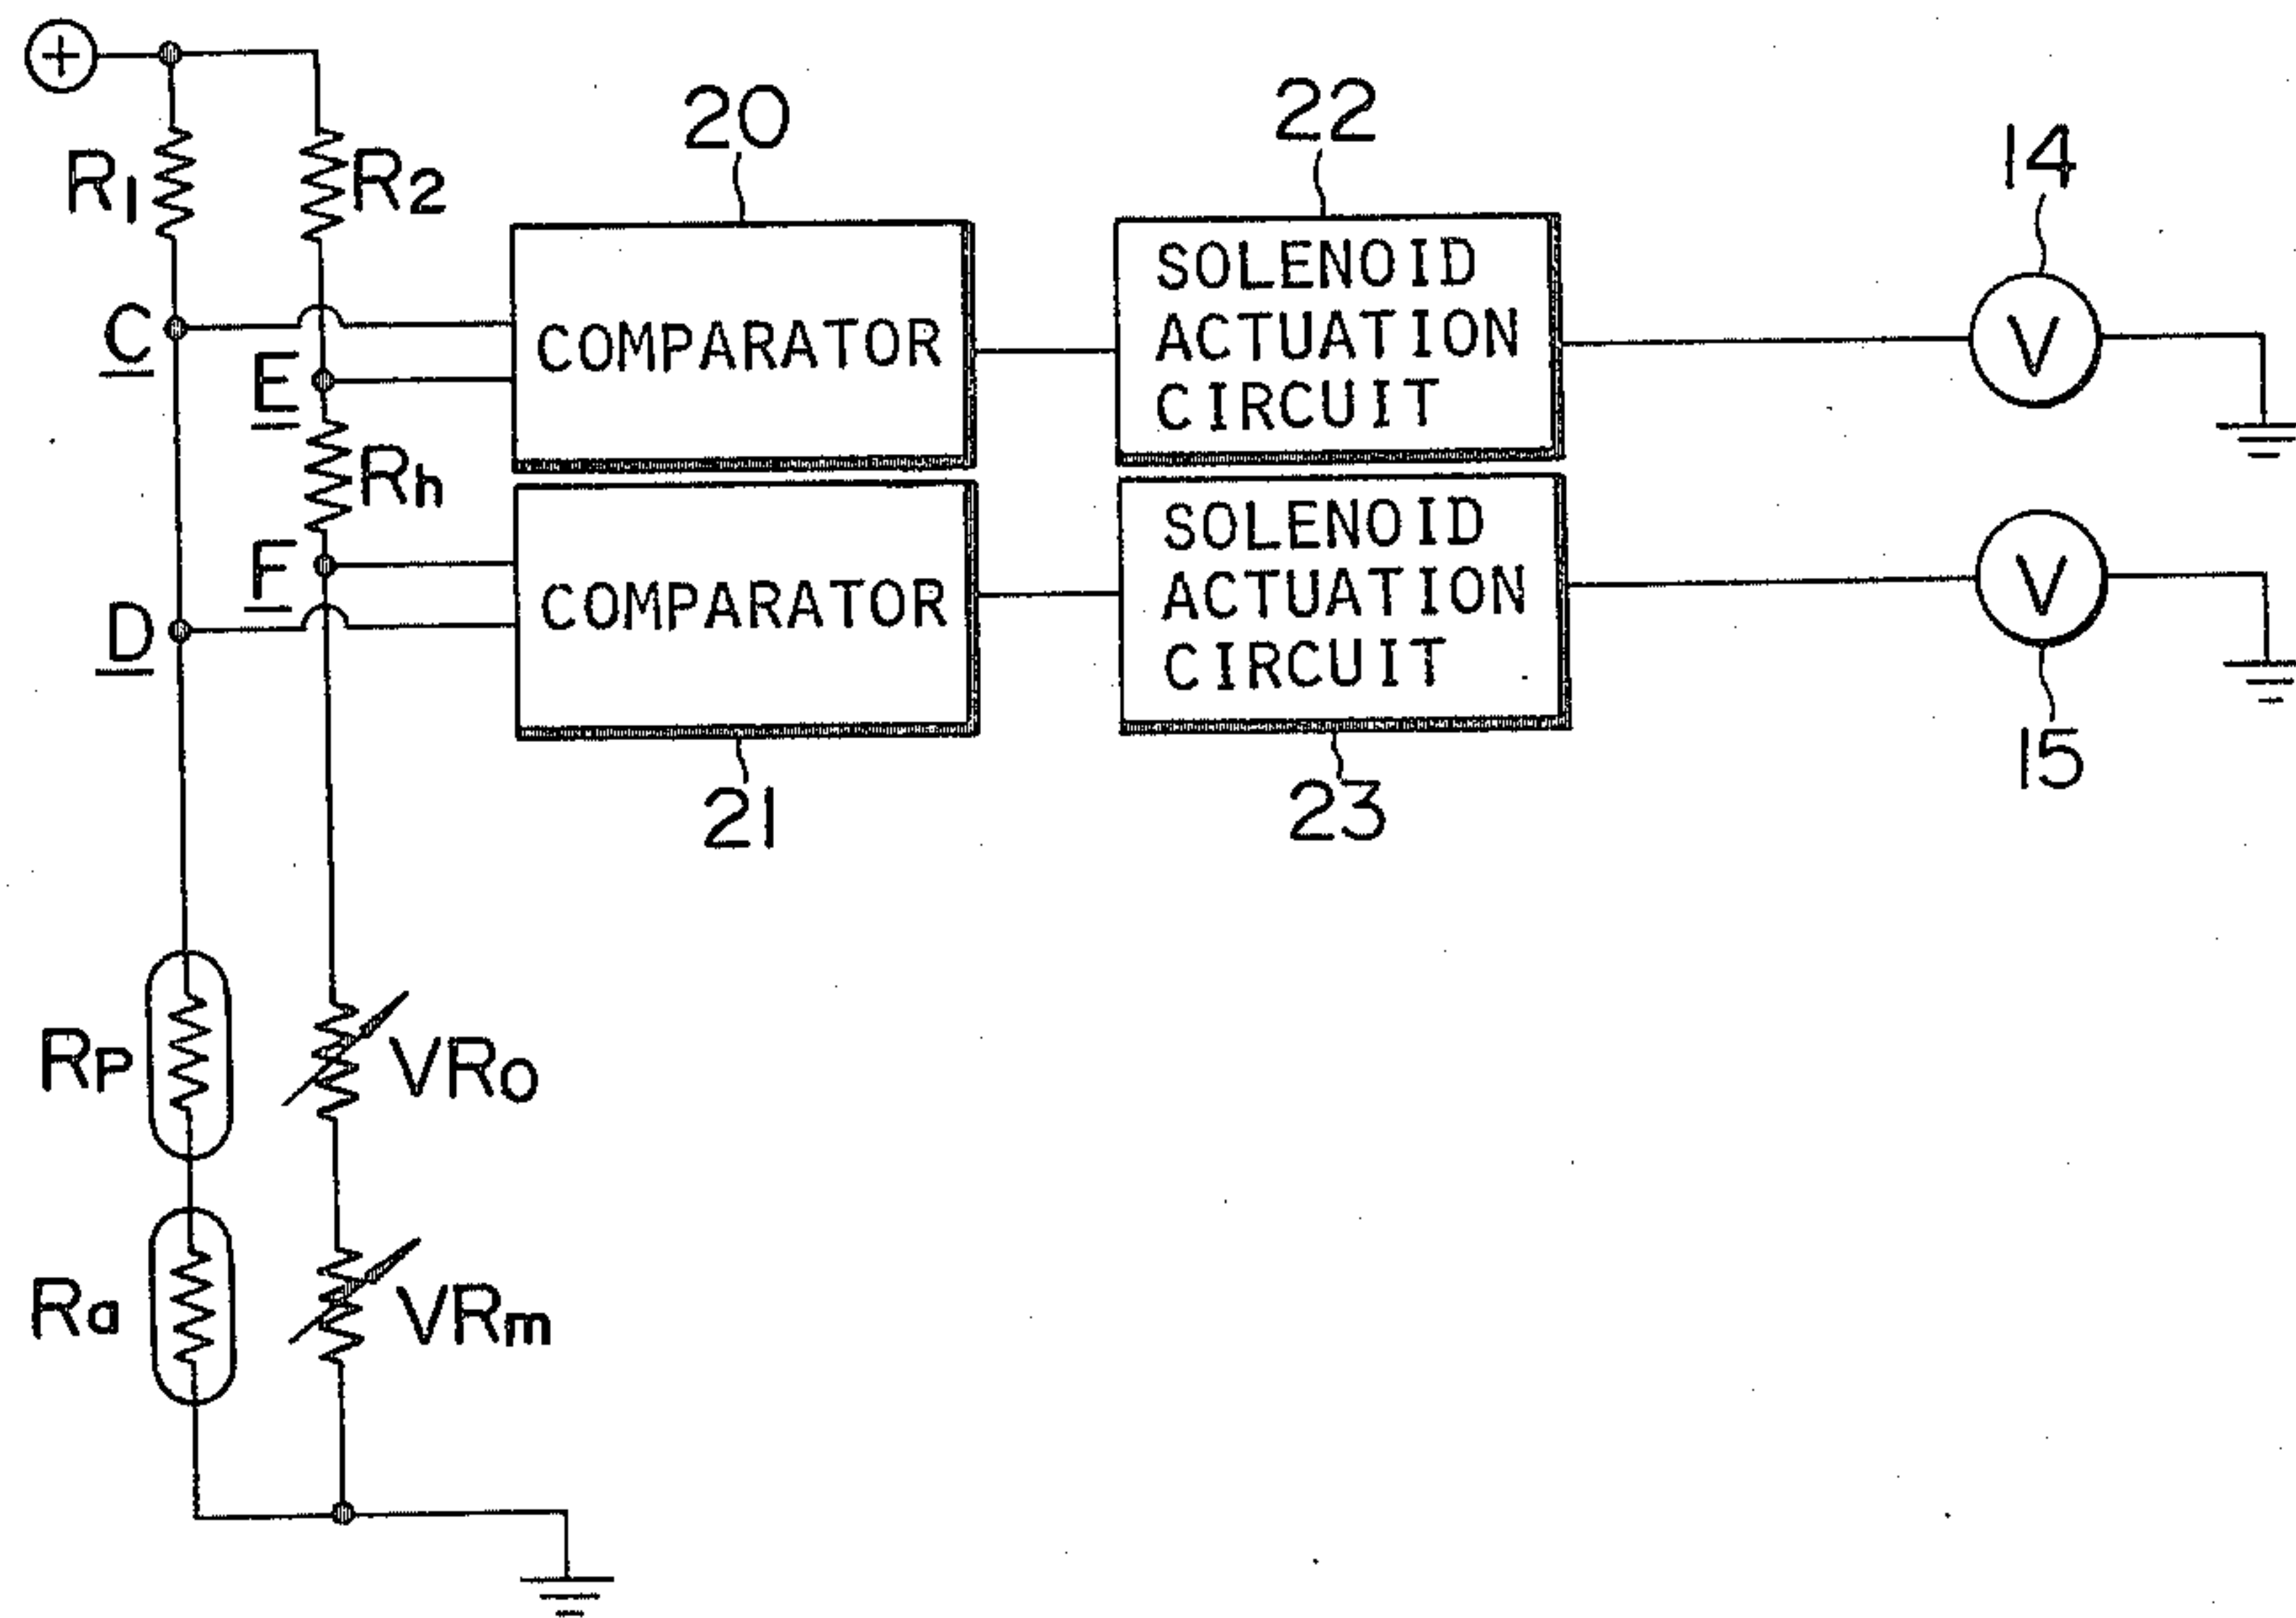 +
R1
R2
20
22
14
C
E
COMPARATOR
SOLENOID
ACTUATION
CIRCUIT
V
Rh
F
D
COMPARATOR
SOLENOID
ACTUATION
CIRCUIT
V
21
23
15
RP
VRO
Ra
VRm